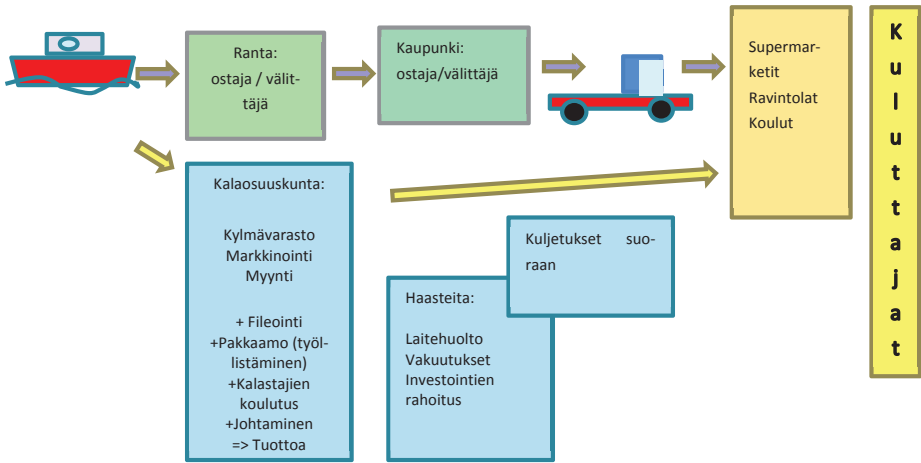 Ranta:
ostaja / välit-
täjä
Kaupunki:
ostaja/välittäjä
Supermar-
ketit
Ravintolat
Koulut
K
u
l
u
t
t
a
j
a
t
Kalaosuuskunta:
Kylmävarasto
Markkinointi
Myynti
+ Fileointi
+Pakkaamo (työl-
listäminen)
+Kalastajien
koulutus
+Johtaminen
=> Tuottoa
Kuljetukset suo-
raan
Haasteita:
Laitehuolto
Vakuutukset
Investointien
rahoitus